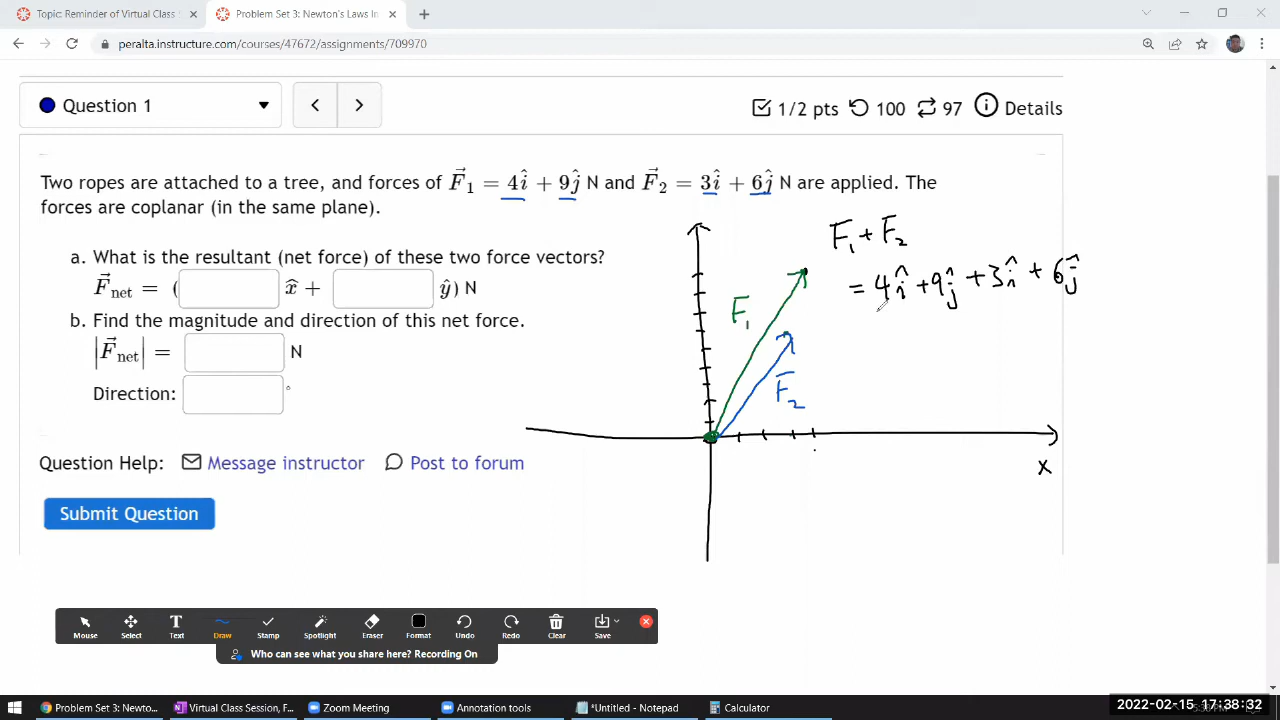 Topic: Reminder of Virtual Class
Problem Set 3: Newton's Laws In
peralta.instructure.com/courses/47672/assignments/709970
Question 1
1/2 pts 100 97 Details
Two ropes are attached to a tree, and forces of F⃗₁ = 4î + 9ĵ N and F⃗₂ = 3î + 6ĵ N are applied. The
forces are coplanar (in the same plane).
a. What is the resultant (net force) of these two force vectors?
F⃗net = ( x̂ + ŷ) N
b. Find the magnitude and direction of this net force.
|F⃗net| = N
Direction: °
F₁ + F₂
= 4î + 9ĵ + 3î + 6ĵ
F₁
F₂
x
Question Help: Message instructor Post to forum
Submit Question
Mouse Select Text Draw Stamp Spotlight Eraser Format Undo Redo Clear Save
Who can see what you share here? Recording On
Problem Set 3: Newto... Virtual Class Session, F... Zoom Meeting Annotation tools *Untitled - Notepad Calculator
2022-02-15 17:38:32